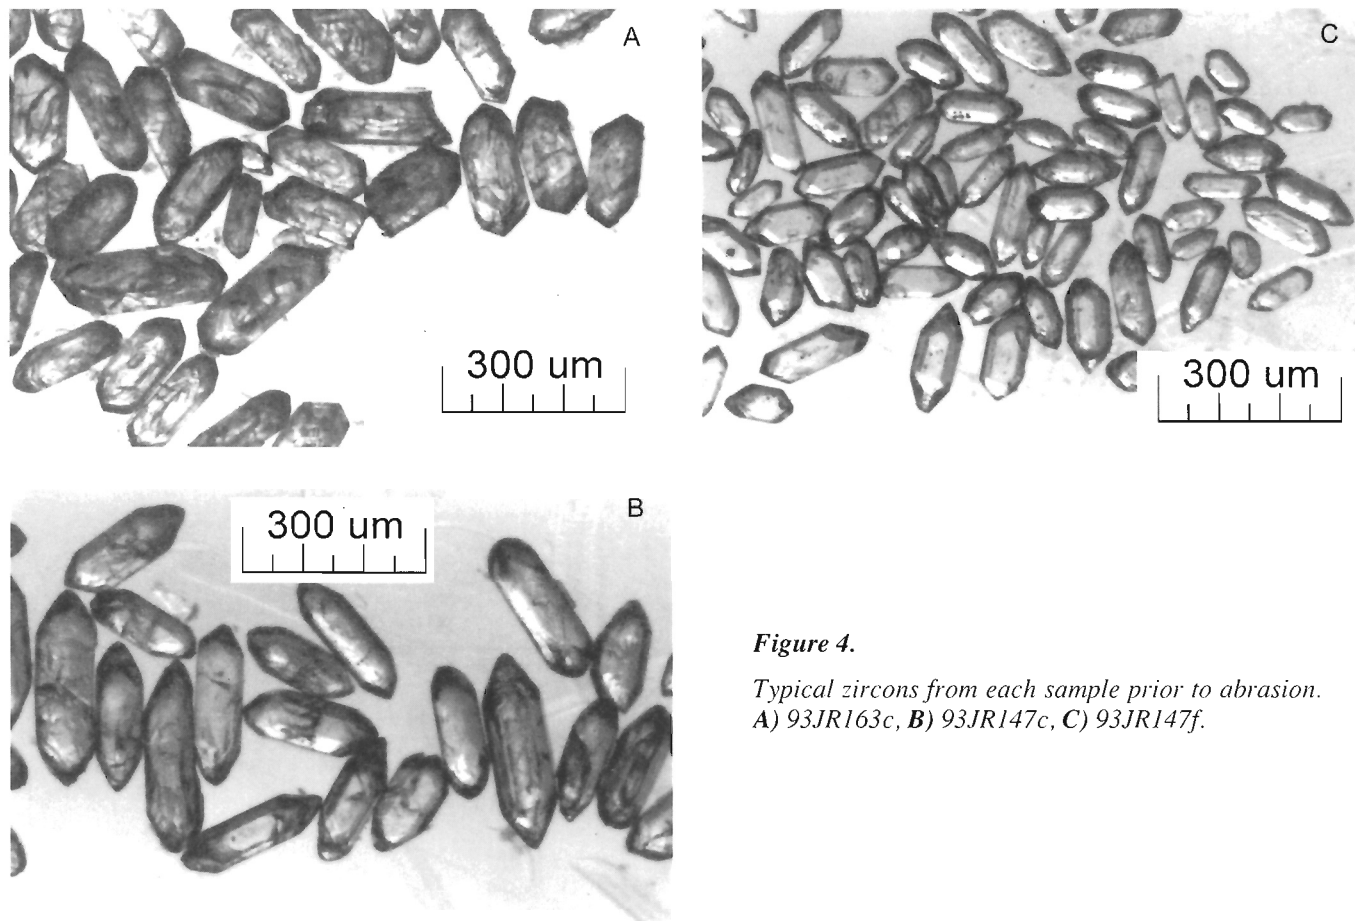 A
300 um
C
300 um
B
300 um
Figure 4.
Typical zircons from each sample prior to abrasion.
A) 93JR163c, B) 93JR147c, C) 93JR147f.